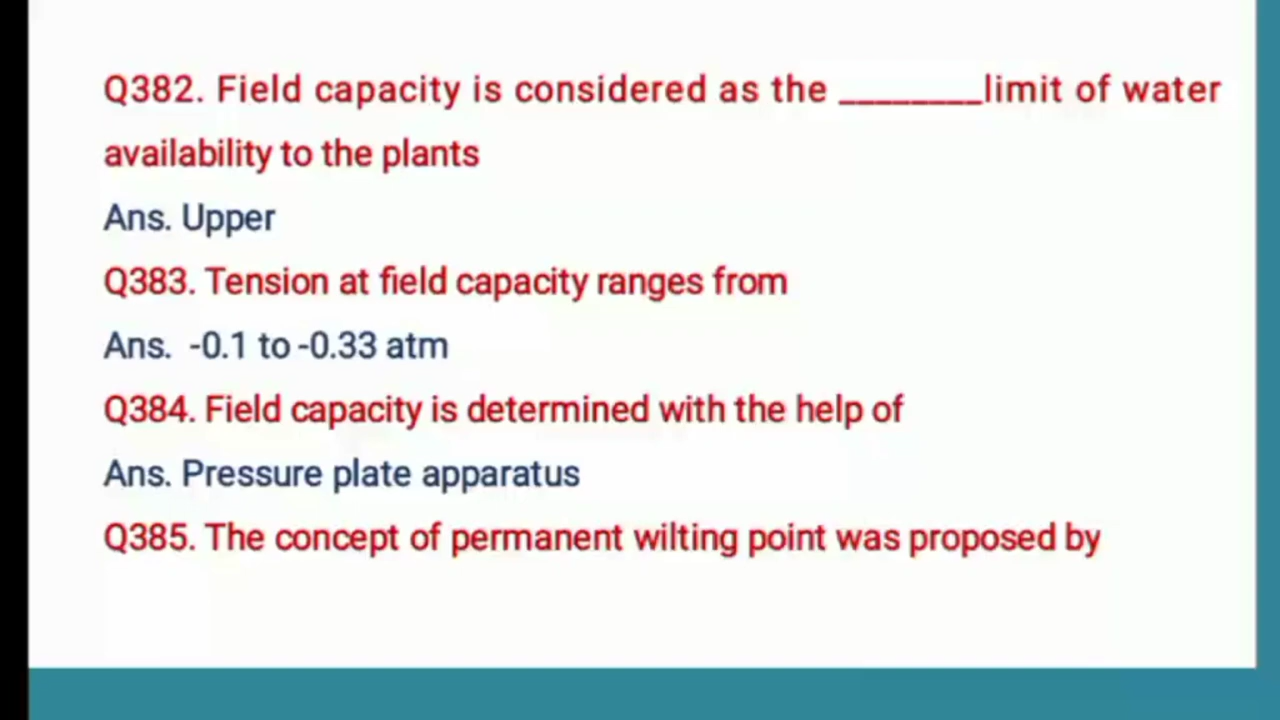 Q382. Field capacity is considered as the ________limit of water
availability to the plants
Ans. Upper
Q383. Tension at field capacity ranges from
Ans. -0.1 to -0.33 atm
Q384. Field capacity is determined with the help of
Ans. Pressure plate apparatus
Q385. The concept of permanent wilting point was proposed by